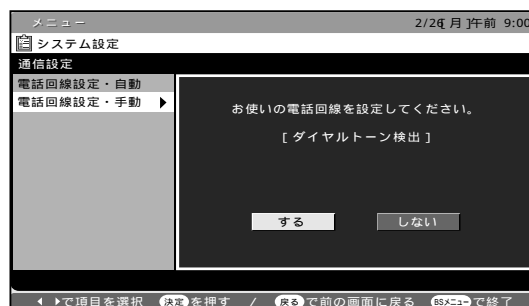 メニュー 2/26[月]午前 9:00
システム設定
通信設定
電話回線設定・自動
電話回線設定・手動 ▶
お使いの電話回線を設定してください。
[ダイヤルトーン検出]
する しない
◀ ▶で項目を選択 決定を押す / 戻るで前の画面に戻る BSメニューで終了